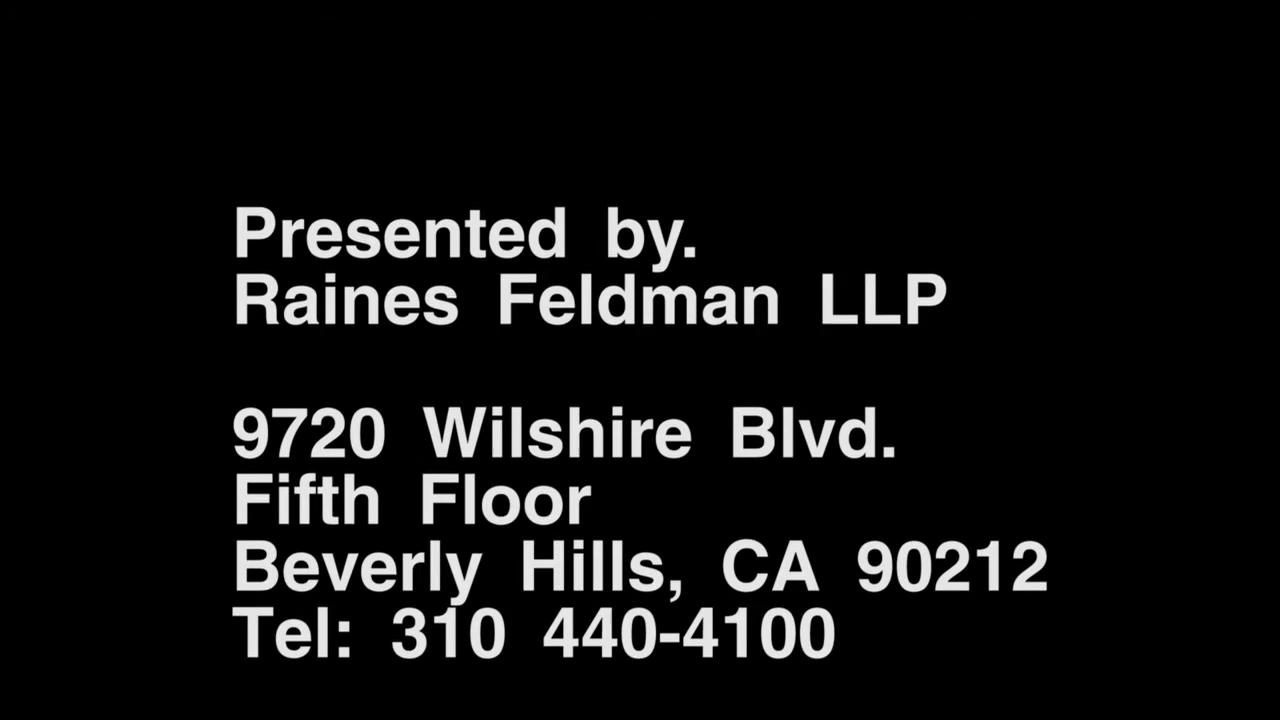 Presented by.
Raines Feldman LLP
9720 Wilshire Blvd.
Fifth Floor
Beverly Hills, CA 90212
Tel: 310 440-4100